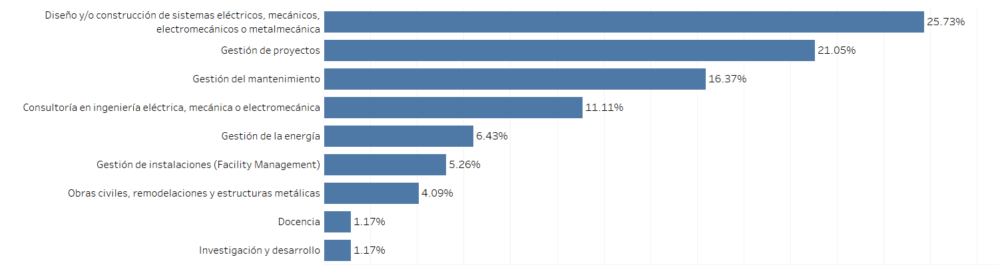 Diseño y/o construcción de sistemas eléctricos, mecánicos,
electromecánicos o metalmecánica
25.73%
Gestión de proyectos
21.05%
Gestión del mantenimiento
16.37%
Consultoría en ingeniería eléctrica, mecánica o electromecánica
11.11%
Gestión de la energía
6.43%
Gestión de instalaciones (Facility Management)
5.26%
Obras civiles, remodelaciones y estructuras metálicas
4.09%
Docencia
1.17%
Investigación y desarrollo
1.17%